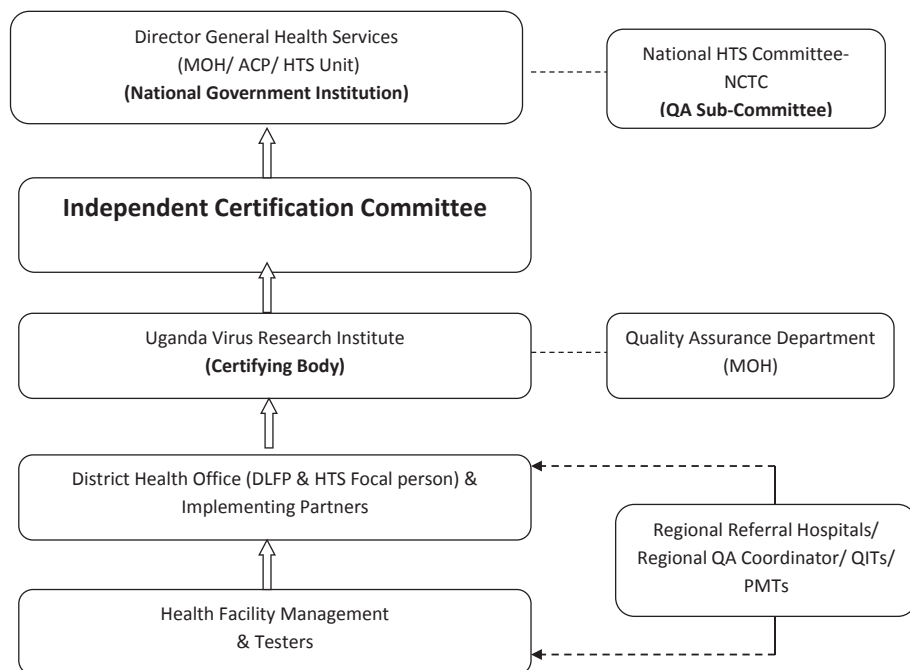 Director General Health Services
(MOH/ ACP/ HTS Unit)
(National Government Institution)
National HTS Committee-
NCTC
(QA Sub-Committee)
Independent Certification Committee
Uganda Virus Research Institute
(Certifying Body)
Quality Assurance Department
(MOH)
District Health Office (DLFP & HTS Focal person) &
Implementing Partners
Regional Referral Hospitals/
Regional QA Coordinator/ QITs/
PMTs
Health Facility Management
& Testers